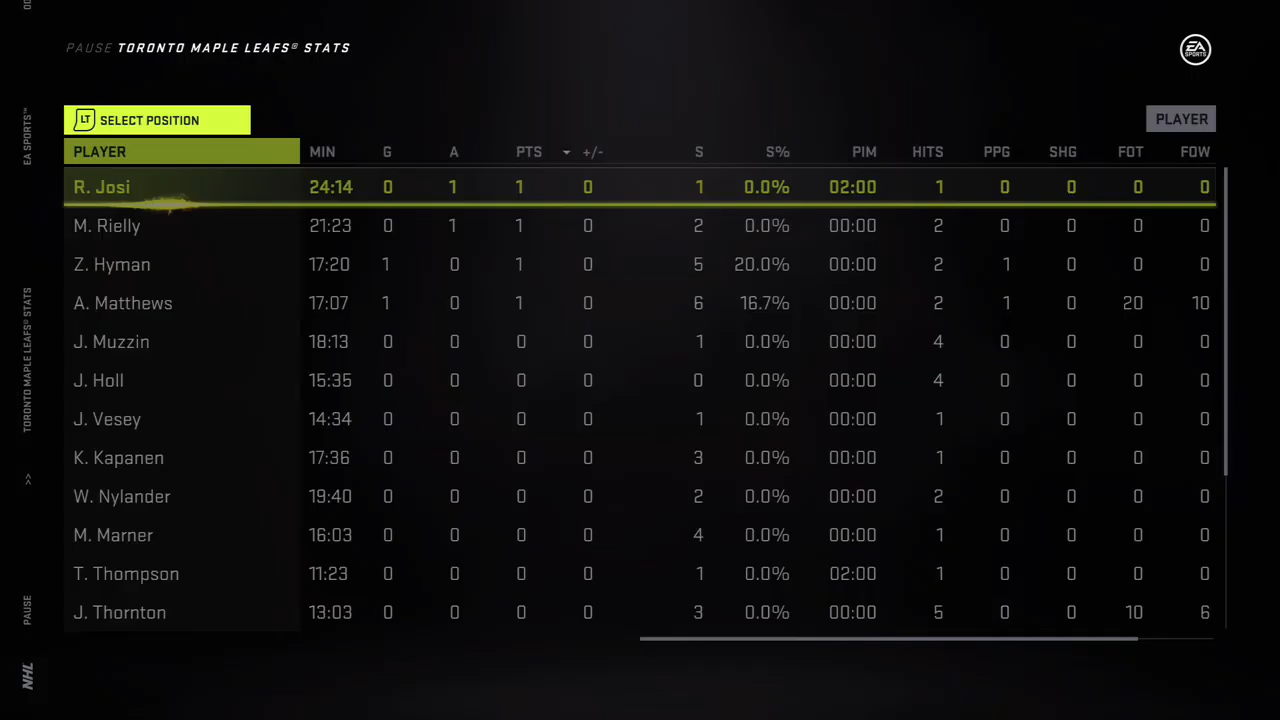 PAUSE TORONTO MAPLE LEAFS® STATS
EA SPORTS
LT SELECT POSITION
PLAYER
PLAYER MIN G A PTS +/- S S% PIM HITS PPG SHG FOT FOW
R. Josi 24:14 0 1 1 0 1 0.0% 02:00 1 0 0 0 0
M. Rielly 21:23 0 1 1 0 2 0.0% 00:00 2 0 0 0 0
Z. Hyman 17:20 1 0 1 0 5 20.0% 00:00 2 1 0 0 0
A. Matthews 17:07 1 0 1 0 6 16.7% 00:00 2 1 0 20 10
J. Muzzin 18:13 0 0 0 0 1 0.0% 00:00 4 0 0 0 0
J. Holl 15:35 0 0 0 0 0 0.0% 00:00 4 0 0 0 0
J. Vesey 14:34 0 0 0 0 1 0.0% 00:00 1 0 0 0 0
K. Kapanen 17:36 0 0 0 0 3 0.0% 00:00 1 0 0 0 0
W. Nylander 19:40 0 0 0 0 2 0.0% 00:00 2 0 0 0 0
M. Marner 16:03 0 0 0 0 4 0.0% 00:00 1 0 0 0 0
T. Thompson 11:23 0 0 0 0 1 0.0% 02:00 1 0 0 0 0
J. Thornton 13:03 0 0 0 0 3 0.0% 00:00 5 0 0 10 6
NHL PAUSE >> TORONTO MAPLE LEAFS® STATS EA SPORTS™